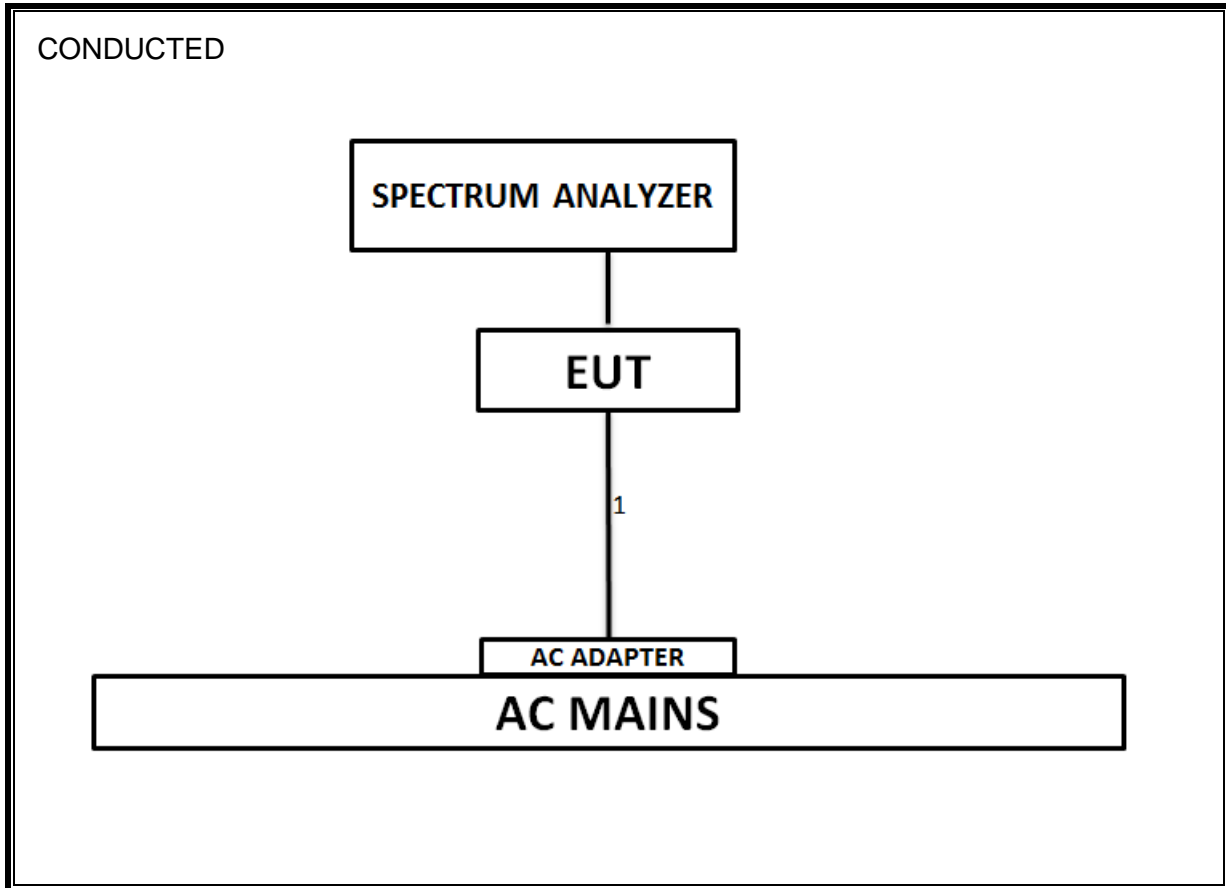 CONDUCTED
SPECTRUM ANALYZER
EUT
1
AC ADAPTER
AC MAINS